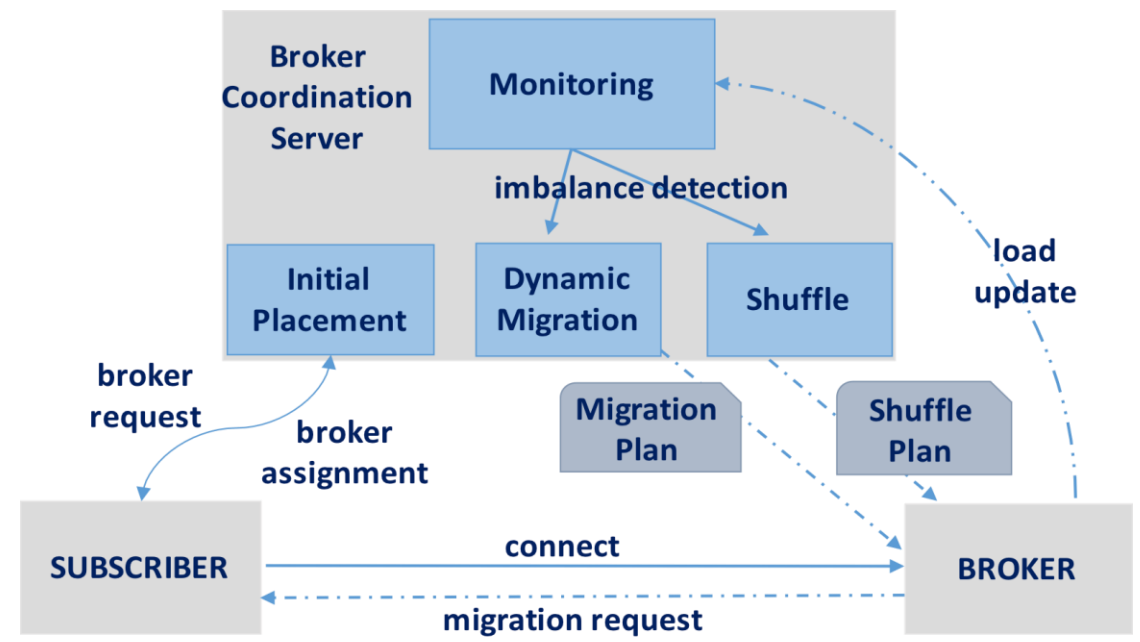 Broker
Coordination
Server
Monitoring
imbalance detection
Initial
Placement
Dynamic
Migration
Shuffle
load
update
broker
request
broker
assignment
Migration
Plan
Shuffle
Plan
SUBSCRIBER
connect
BROKER
migration request